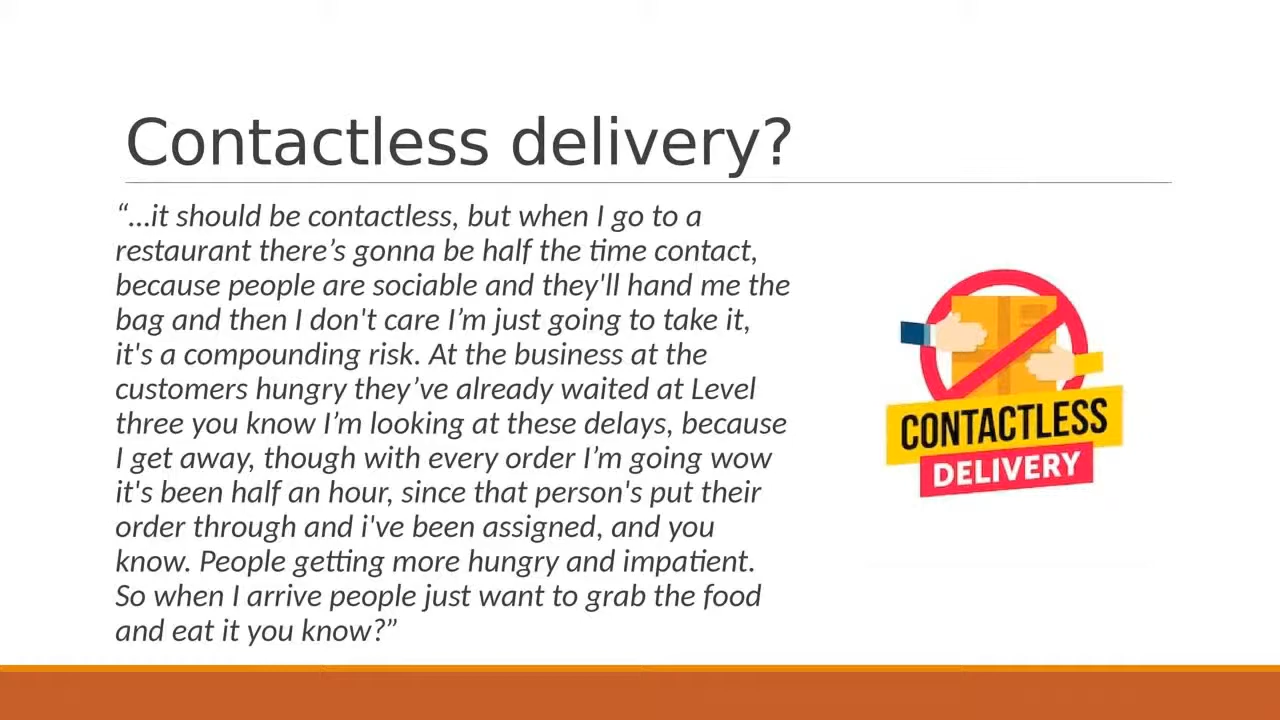 Contactless delivery?
“…it should be contactless, but when I go to a
restaurant there’s gonna be half the time contact,
because people are sociable and they'll hand me the
bag and then I don't care I’m just going to take it,
it's a compounding risk. At the business at the
customers hungry they’ve already waited at Level
three you know I’m looking at these delays, because
I get away, though with every order I’m going wow
it's been half an hour, since that person's put their
order through and i've been assigned, and you
know. People getting more hungry and impatient.
So when I arrive people just want to grab the food
and eat it you know?”
CONTACTLESS
DELIVERY